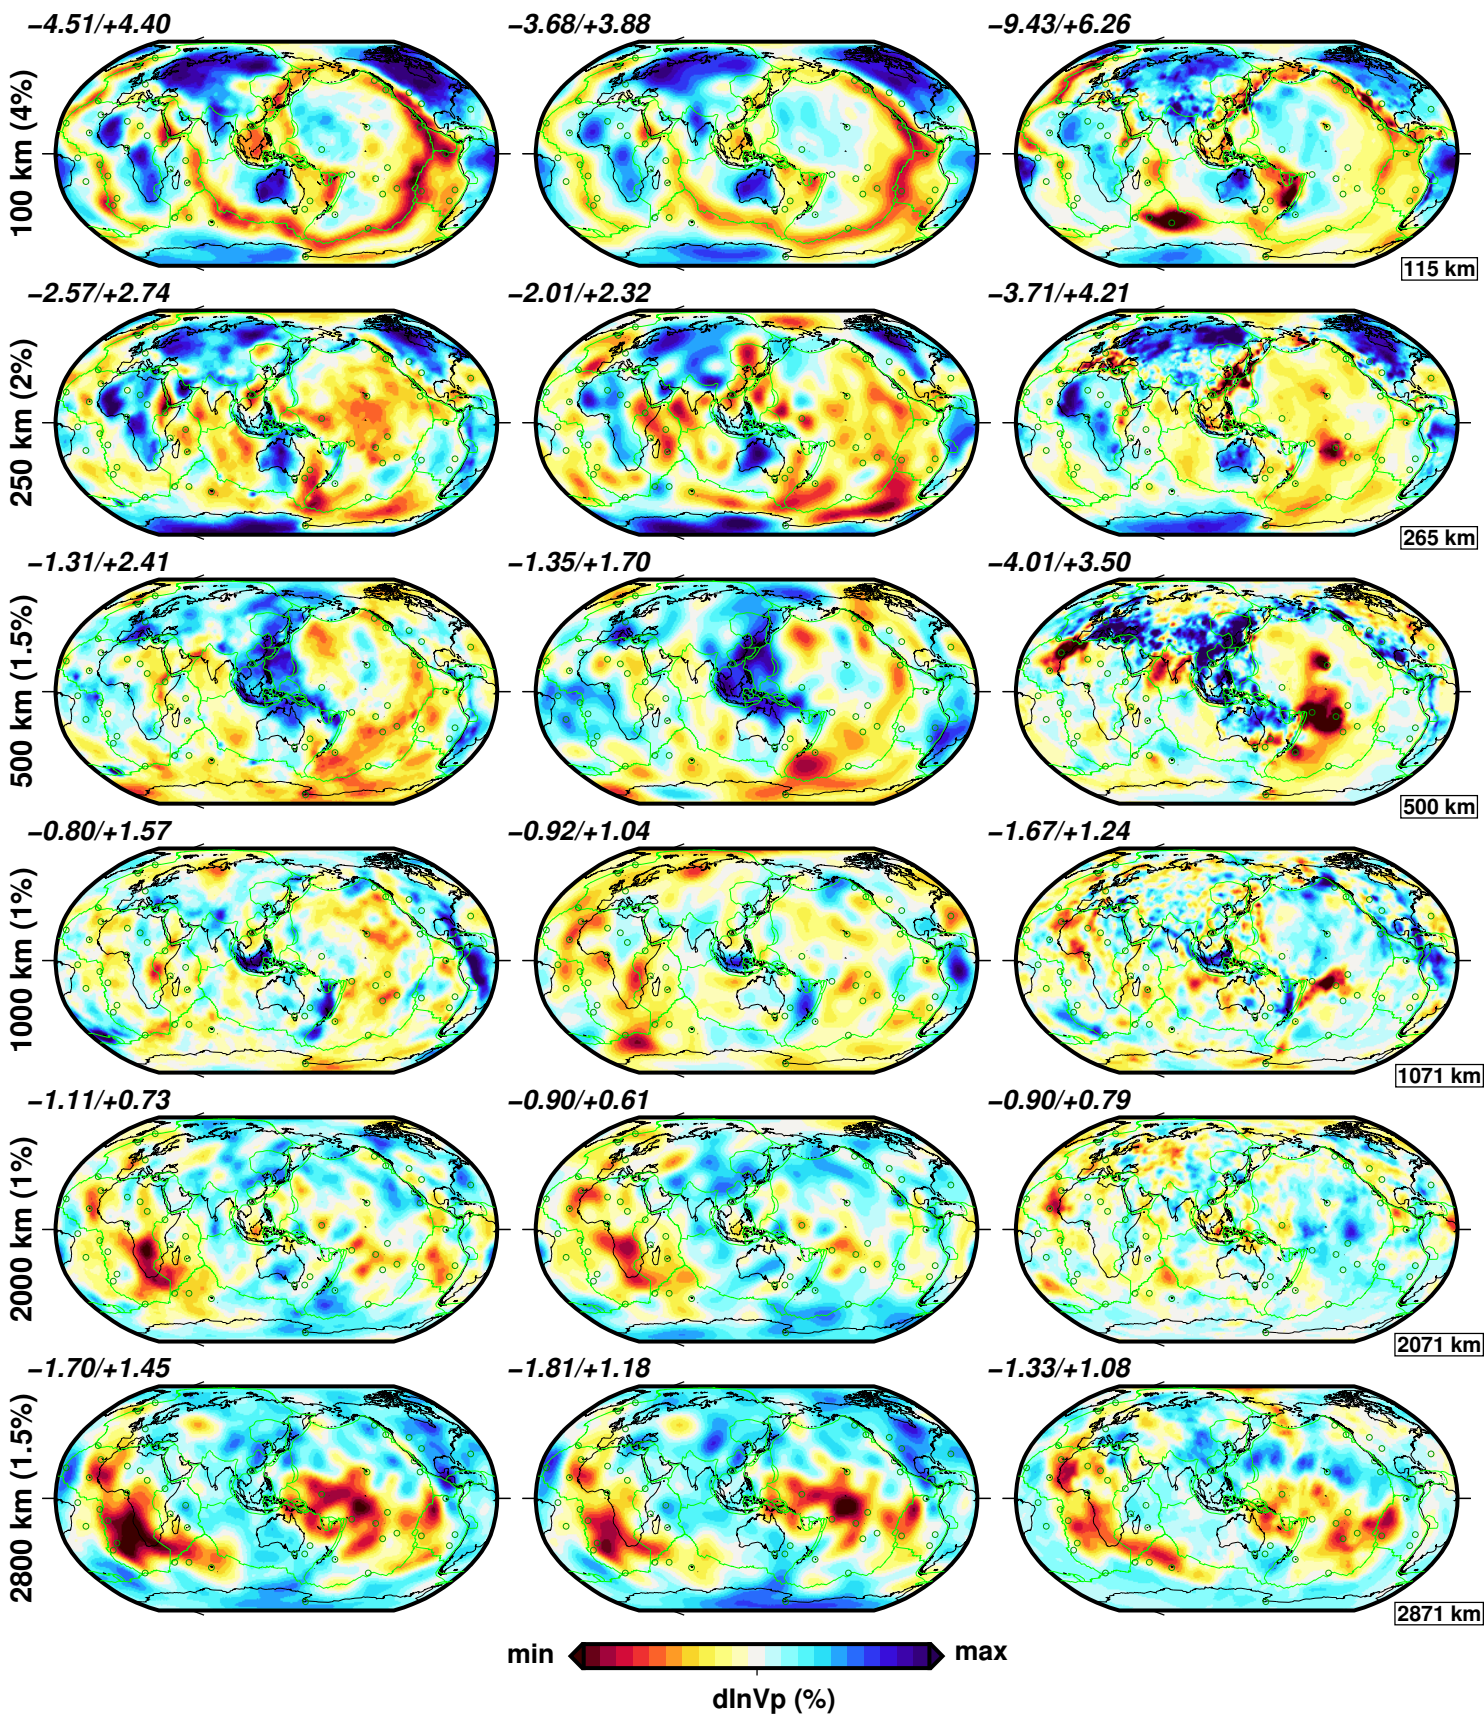 −4.51/+4.40 −3.68/+3.88 −9.43/+6.26
100 km (4%)
115 km
−2.57/+2.74 −2.01/+2.32 −3.71/+4.21
250 km (2%)
265 km
−1.31/+2.41 −1.35/+1.70 −4.01/+3.50
500 km (1.5%)
500 km
−0.80/+1.57 −0.92/+1.04 −1.67/+1.24
1000 km (1%)
1071 km
−1.11/+0.73 −0.90/+0.61 −0.90/+0.79
2000 km (1%)
2071 km
−1.70/+1.45 −1.81/+1.18 −1.33/+1.08
2800 km (1.5%)
2871 km
min max
dlnVp (%)